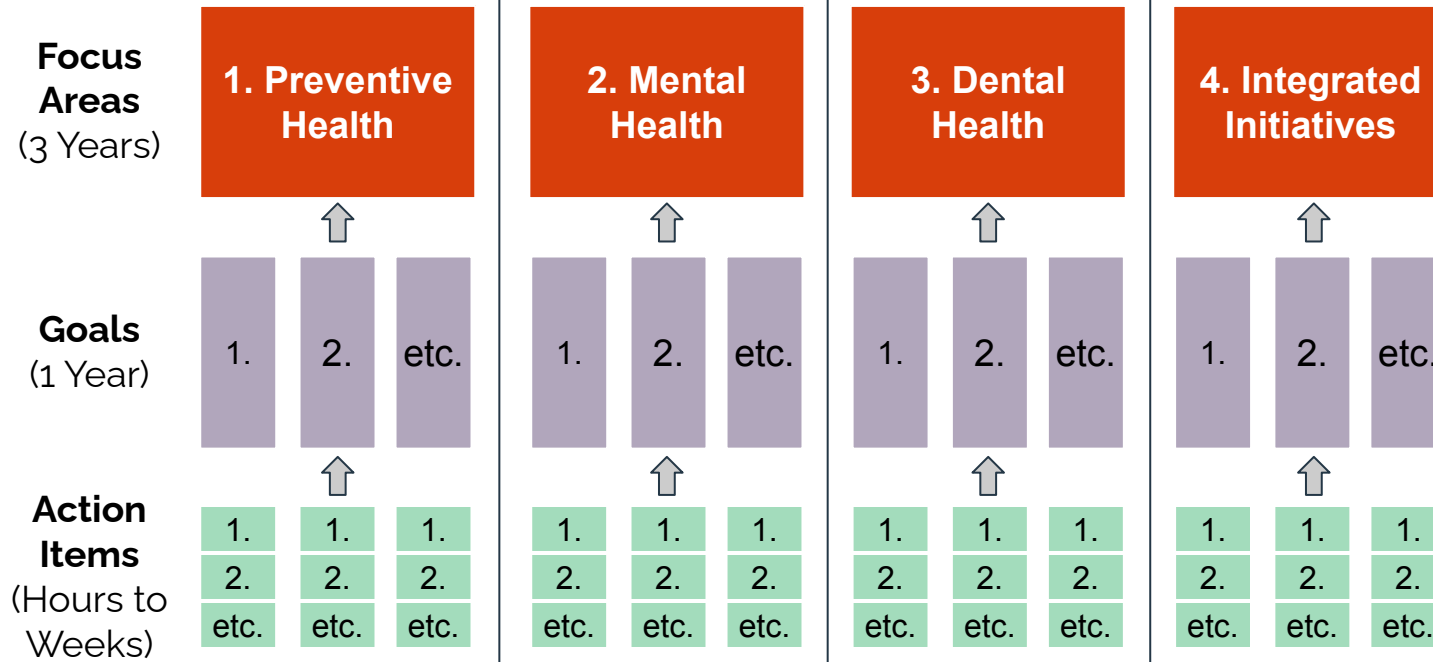 Focus
Areas
(3 Years)
1. Preventive
Health
2. Mental
Health
3. Dental
Health
4. Integrated
Initiatives
Goals
(1 Year)
1.
2.
etc.
1.
2.
etc.
1.
2.
etc.
1.
2.
etc.
Action
Items
(Hours to
Weeks)
1.
1.
1.
1.
1.
1.
1.
1.
1.
1.
1.
1.
2.
2.
2.
2.
2.
2.
2.
2.
2.
2.
2.
2.
etc.
etc.
etc.
etc.
etc.
etc.
etc.
etc.
etc.
etc.
etc.
etc.